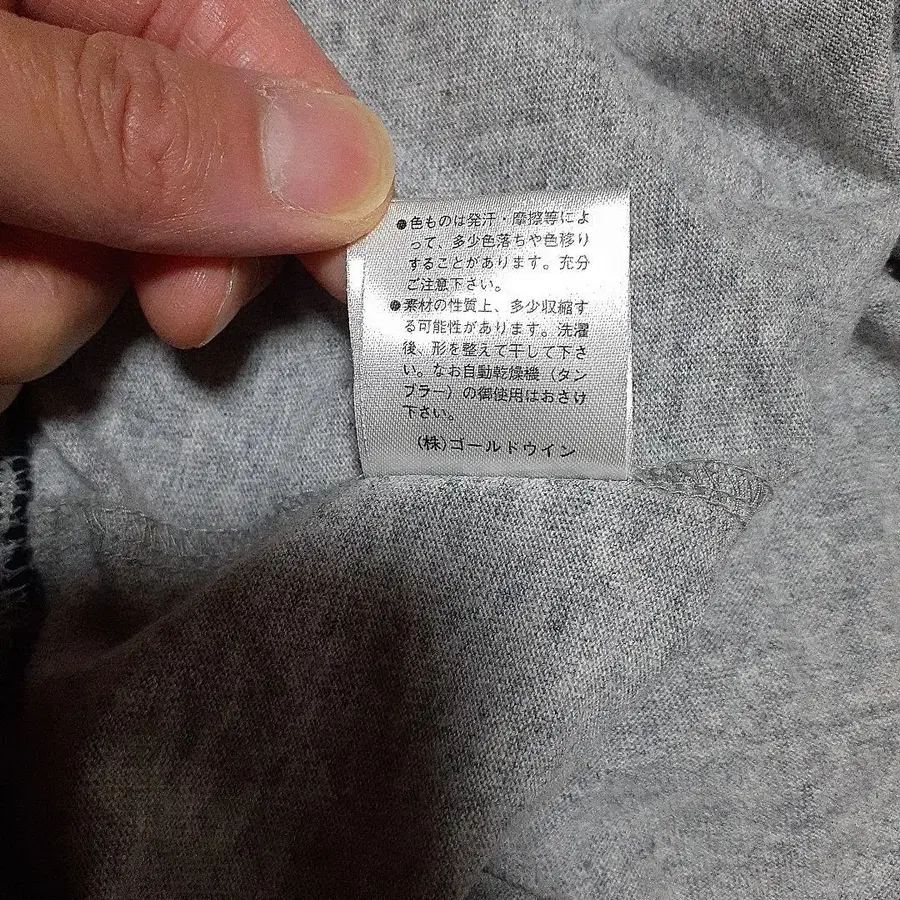 ●色ものは発汗・摩擦等によ
って、多少色落ちや色移り
することがあります。充分
ご注意下さい。
●素材の性質上、多少収縮す
る可能性があります。洗濯
後、形を整えて干して下さ
い。なお自動乾燥機（タン
ブラー）の御使用はおさけ
下さい。
(株)ゴールドウイン